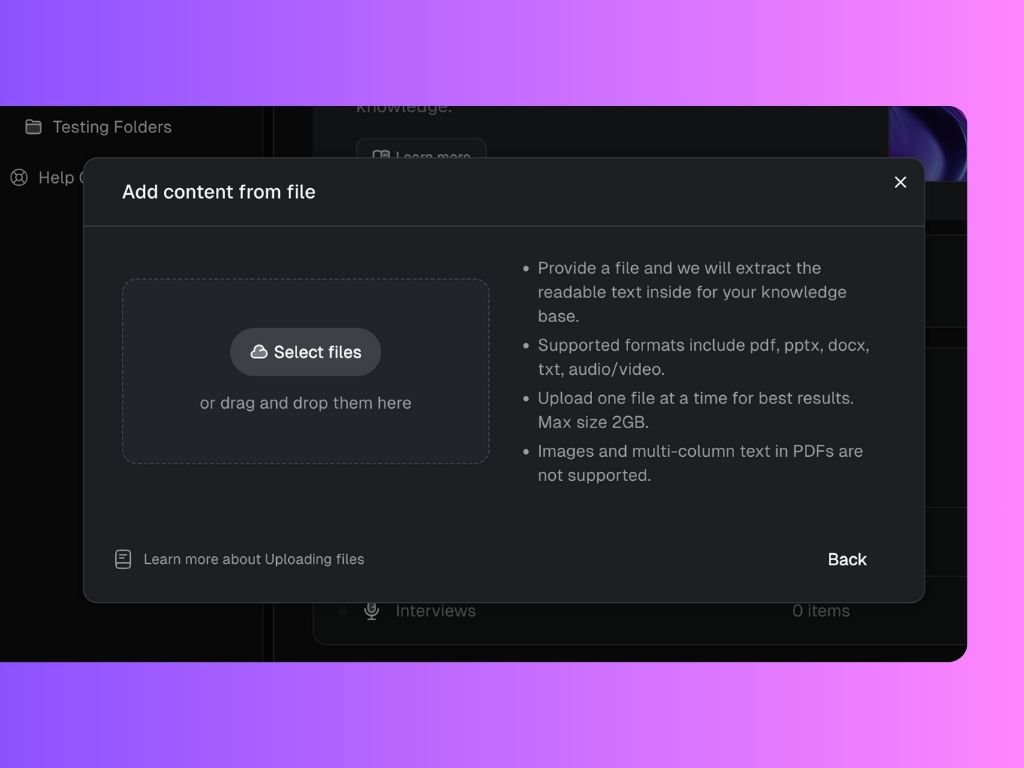 knowledge.
Testing Folders
Learn more
Help
Add content from file
Select files
or drag and drop them here
• Provide a file and we will extract the
readable text inside for your knowledge
base.
• Supported formats include pdf, pptx, docx,
txt, audio/video.
• Upload one file at a time for best results.
Max size 2GB.
• Images and multi-column text in PDFs are
not supported.
Learn more about Uploading files
Back
Interviews
0 items